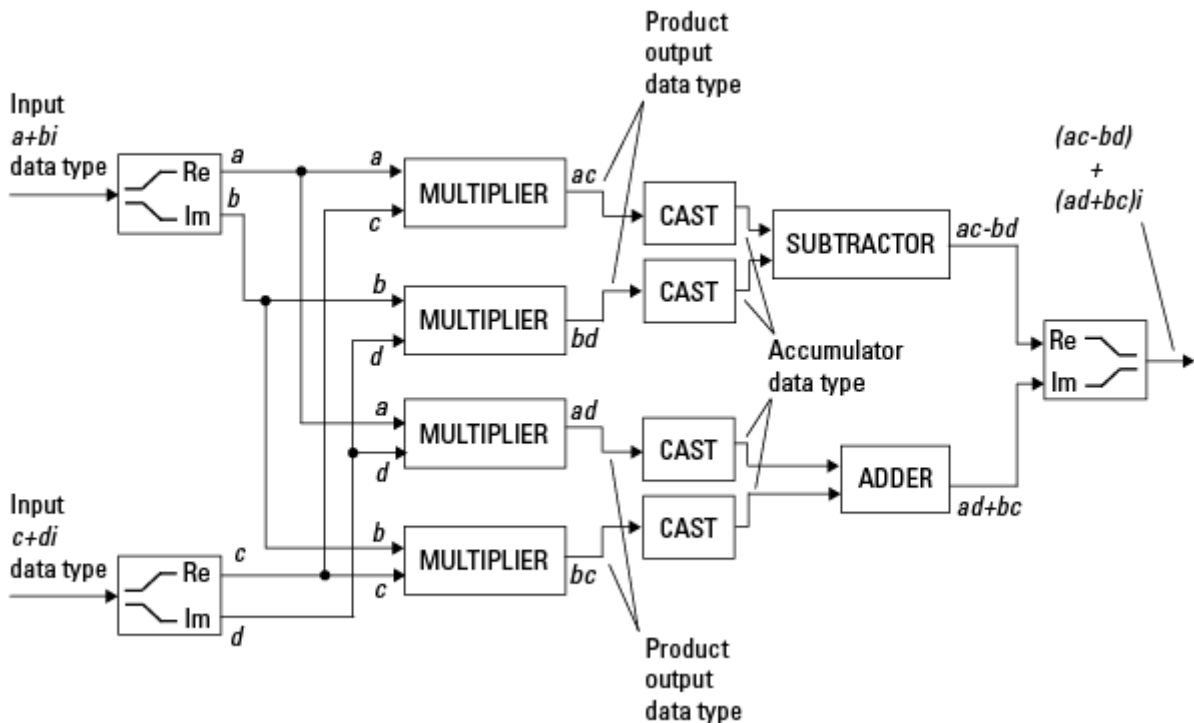 Product
output
data type
Input
a+bi
data type
Re
Im
a
b
a
c
MULTIPLIER
ac
b
d
MULTIPLIER
bd
a
d
MULTIPLIER
ad
b
c
MULTIPLIER
bc
CAST
CAST
CAST
CAST
SUBTRACTOR
ac-bd
Accumulator
data type
ADDER
ad+bc
(ac-bd)
+
(ad+bc)i
Re
Im
Input
c+di
data type
Re
Im
c
d
Product
output
data type